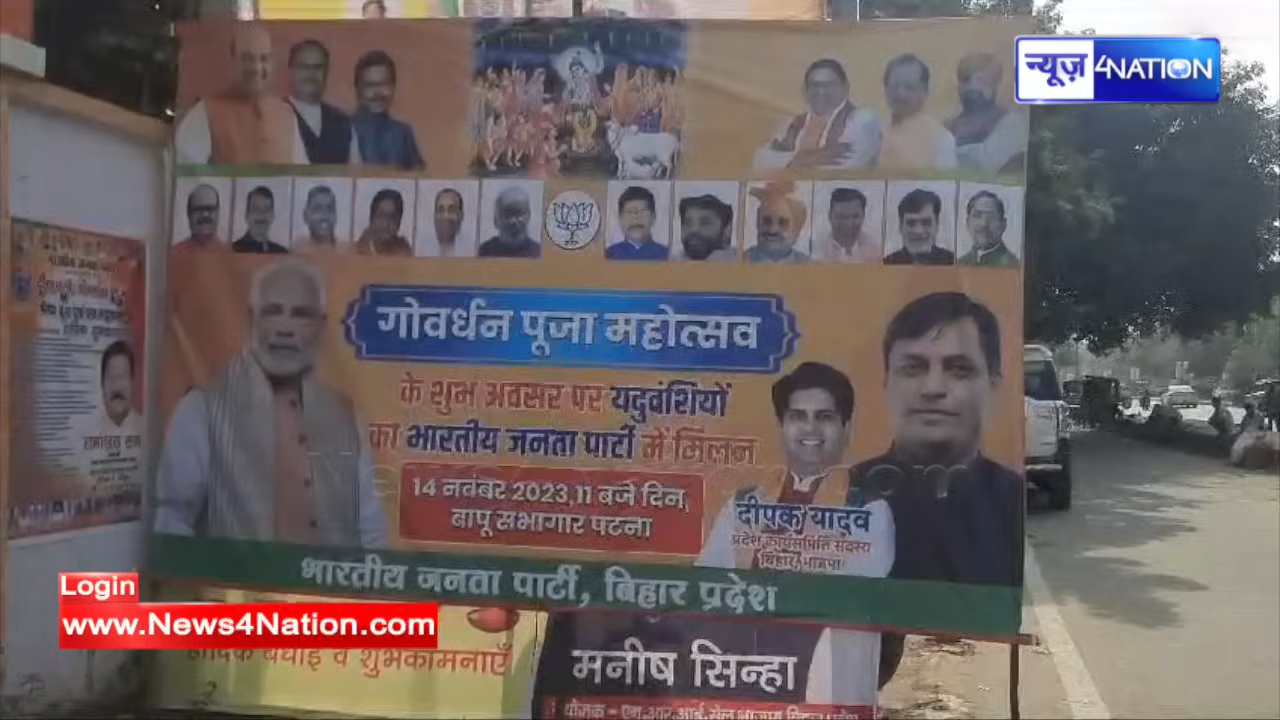 न्यूज़ 4NATION
गोवर्धन पूजा महोत्सव
के शुभ अवसर पर यदुवंशियों
का भारतीय जनता पार्टी में मिलन
14 नवंबर 2023, 11 बजे दिन,
बापू सभागार पटना
दीपक यादव
प्रदेश कार्यसमिति सदस्य
बिहार, भाजपा
भारतीय जनता पार्टी, बिहार प्रदेश
Login
www.News4Nation.com
हार्दिक बधाई व शुभकामनाएँ
मनीष सिन्हा